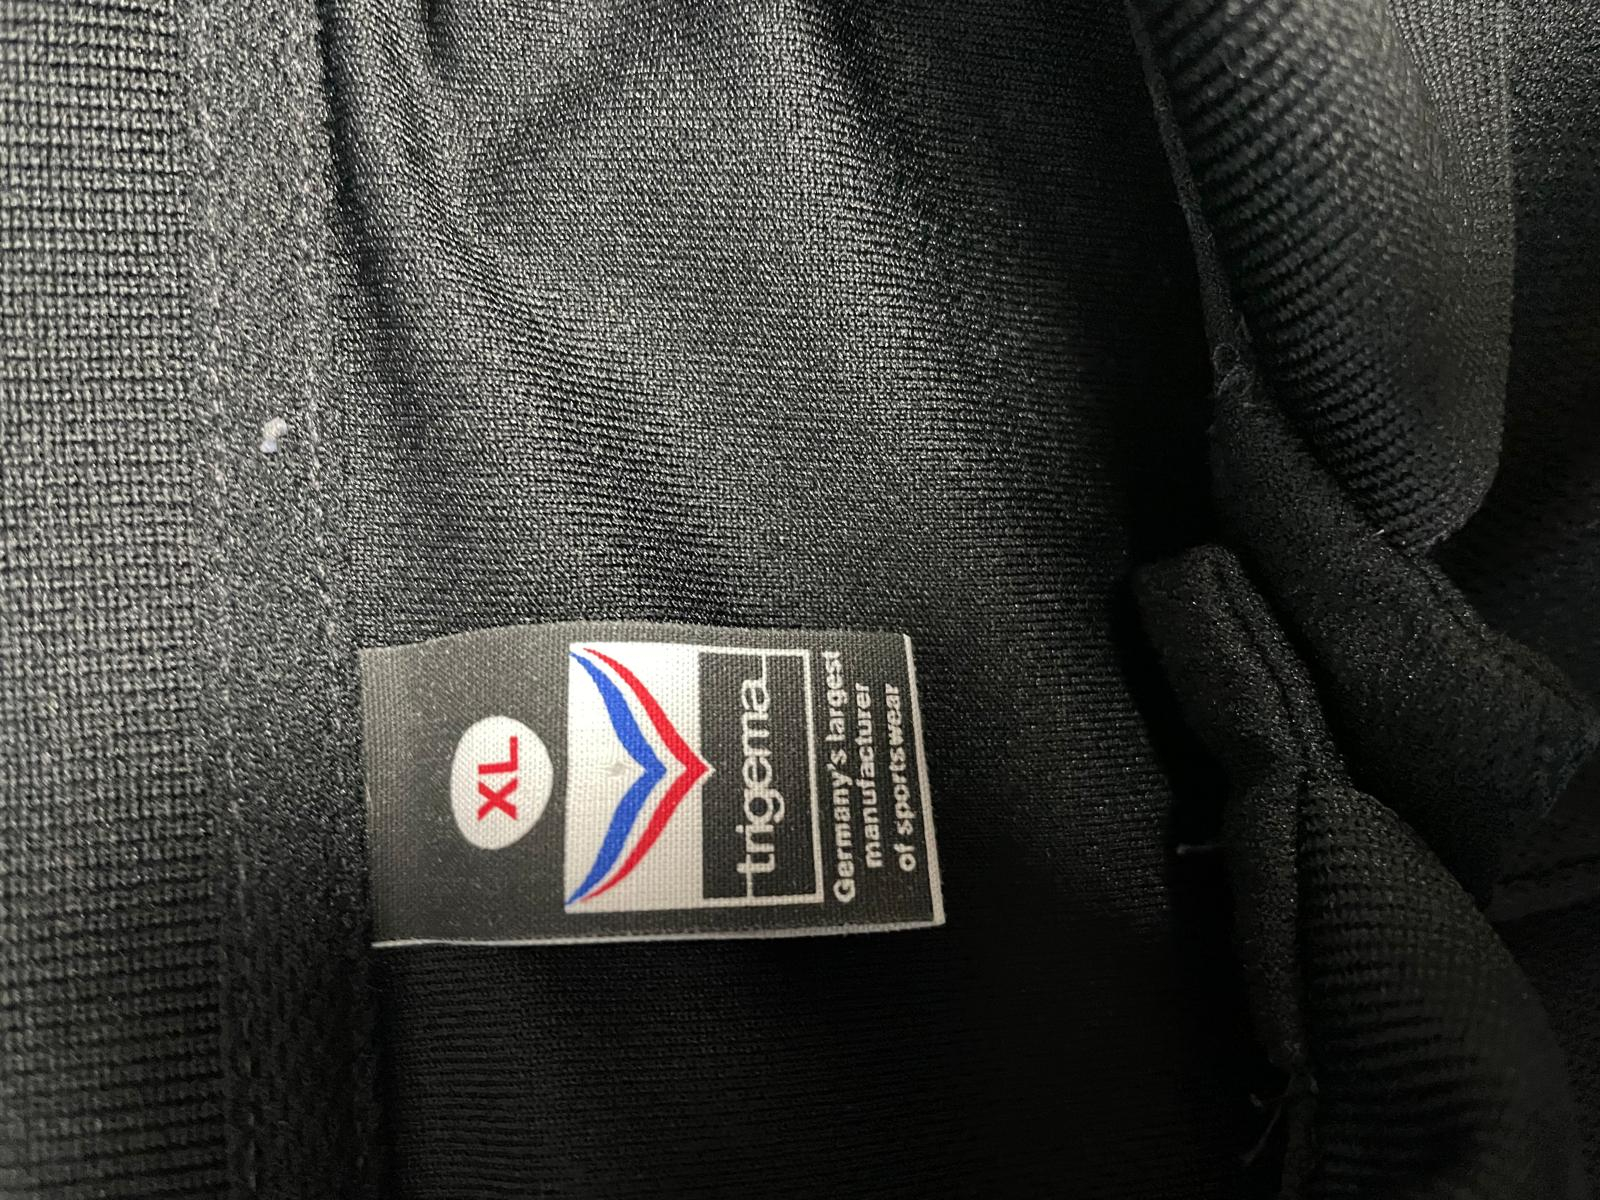 XL
trigema
Germany's largest
manufacturer
of sportswear